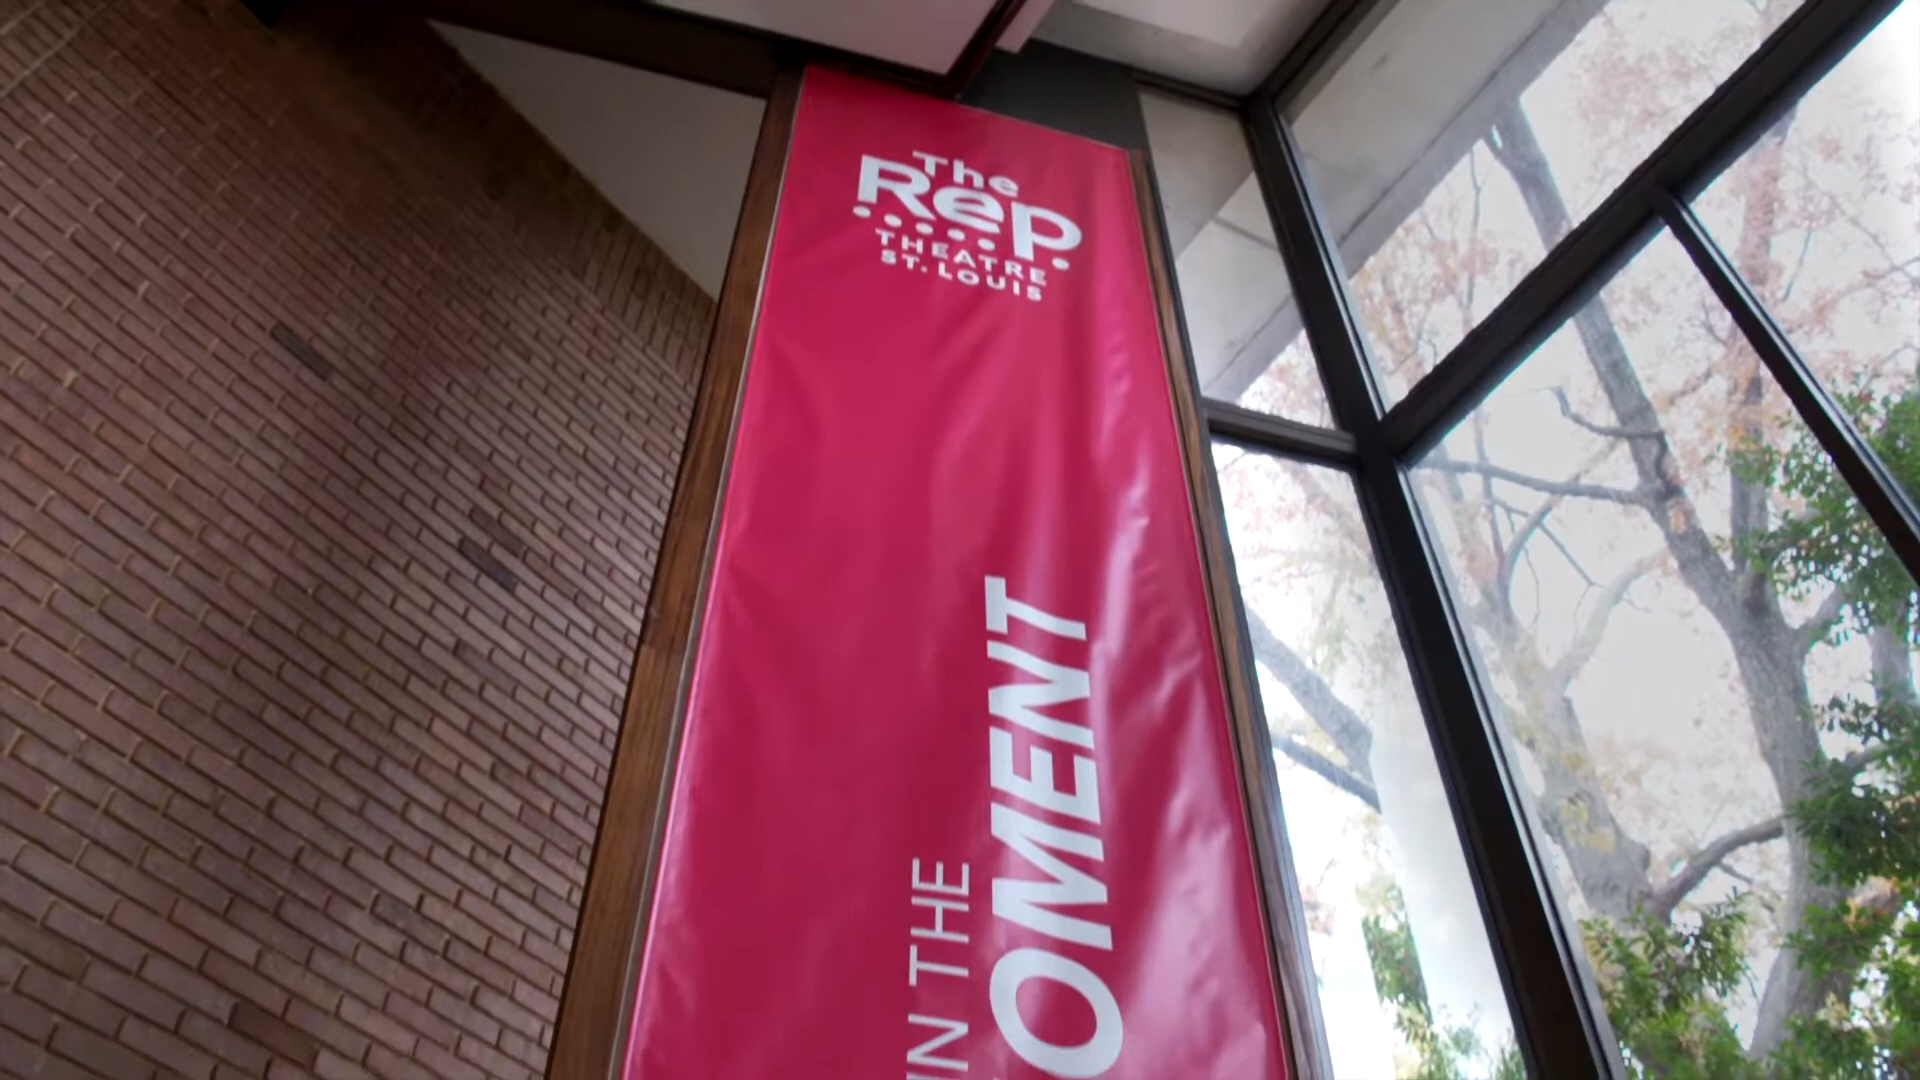 The
Rep.
THEATRE
ST. LOUIS
IN THE
OMENT